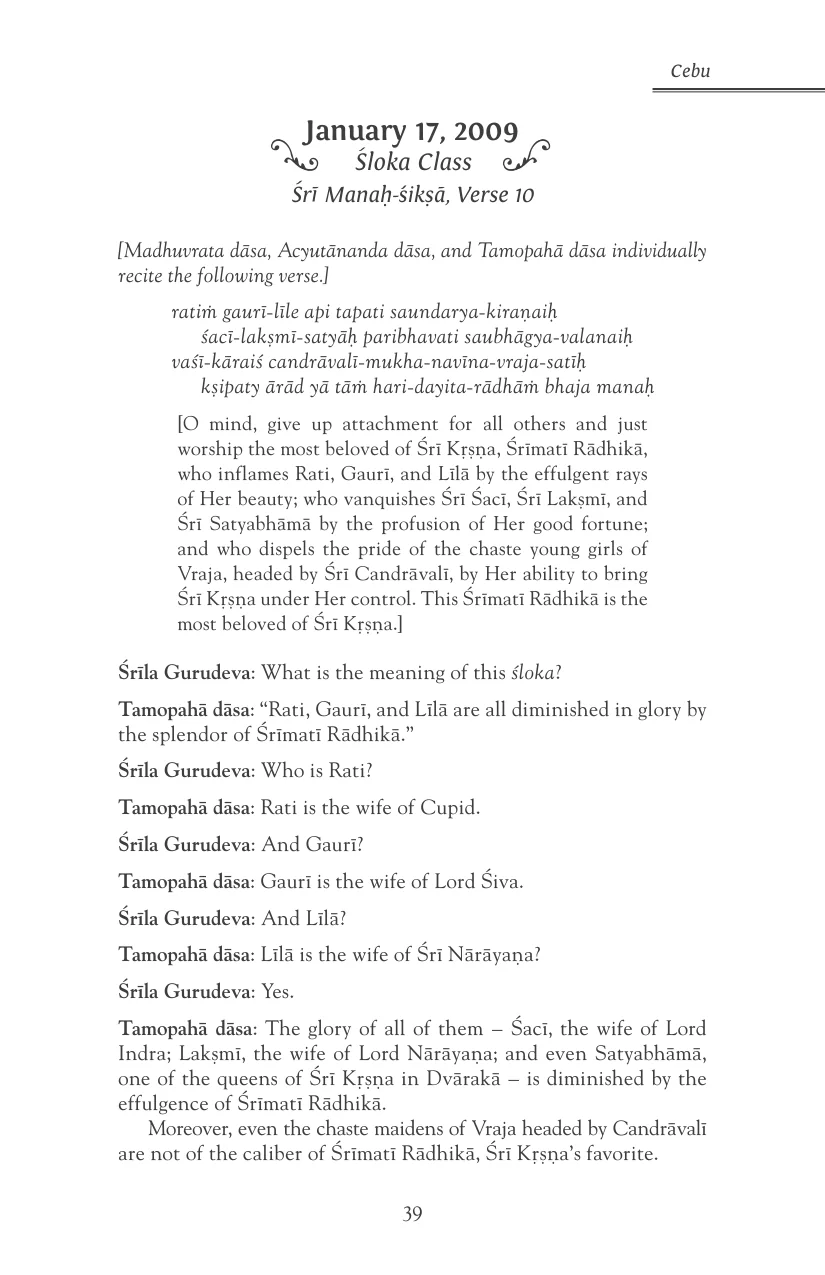 Cebu
January 17, 2009
Śloka Class
Śrī Manaḥ-śikṣā, Verse 10
[Madhuvrata dāsa, Acyutānanda dāsa, and Tamopahā dāsa individually
recite the following verse.]
ratiṁ gaurī-līle api tapati saundarya-kiraṇaiḥ
śacī-lakṣmī-satyāḥ paribhavati saubhāgya-valanaiḥ
vaśī-kāraiś candrāvalī-mukha-navīna-vraja-satīḥ
kṣipaty ārād yā tāṁ hari-dayita-rādhāṁ bhaja manaḥ
[O mind, give up attachment for all others and just
worship the most beloved of Śrī Kṛṣṇa, Śrīmatī Rādhikā,
who inflames Rati, Gaurī, and Līlā by the effulgent rays
of Her beauty; who vanquishes Śrī Śacī, Śrī Lakṣmī, and
Śrī Satyabhāmā by the profusion of Her good fortune;
and who dispels the pride of the chaste young girls of
Vraja, headed by Śrī Candrāvalī, by Her ability to bring
Śrī Kṛṣṇa under Her control. This Śrīmatī Rādhikā is the
most beloved of Śrī Kṛṣṇa.]
Śrīla Gurudeva: What is the meaning of this śloka?
Tamopahā dāsa: “Rati, Gaurī, and Līlā are all diminished in glory by
the splendor of Śrīmatī Rādhikā.”
Śrīla Gurudeva: Who is Rati?
Tamopahā dāsa: Rati is the wife of Cupid.
Śrīla Gurudeva: And Gaurī?
Tamopahā dāsa: Gaurī is the wife of Lord Śiva.
Śrīla Gurudeva: And Līlā?
Tamopahā dāsa: Līlā is the wife of Śrī Nārāyaṇa?
Śrīla Gurudeva: Yes.
Tamopahā dāsa: The glory of all of them – Śacī, the wife of Lord
Indra; Lakṣmī, the wife of Lord Nārāyaṇa; and even Satyabhāmā,
one of the queens of Śrī Kṛṣṇa in Dvārakā – is diminished by the
effulgence of Śrīmatī Rādhikā.
Moreover, even the chaste maidens of Vraja headed by Candrāvalī
are not of the caliber of Śrīmatī Rādhikā, Śrī Kṛṣṇa’s favorite.
39